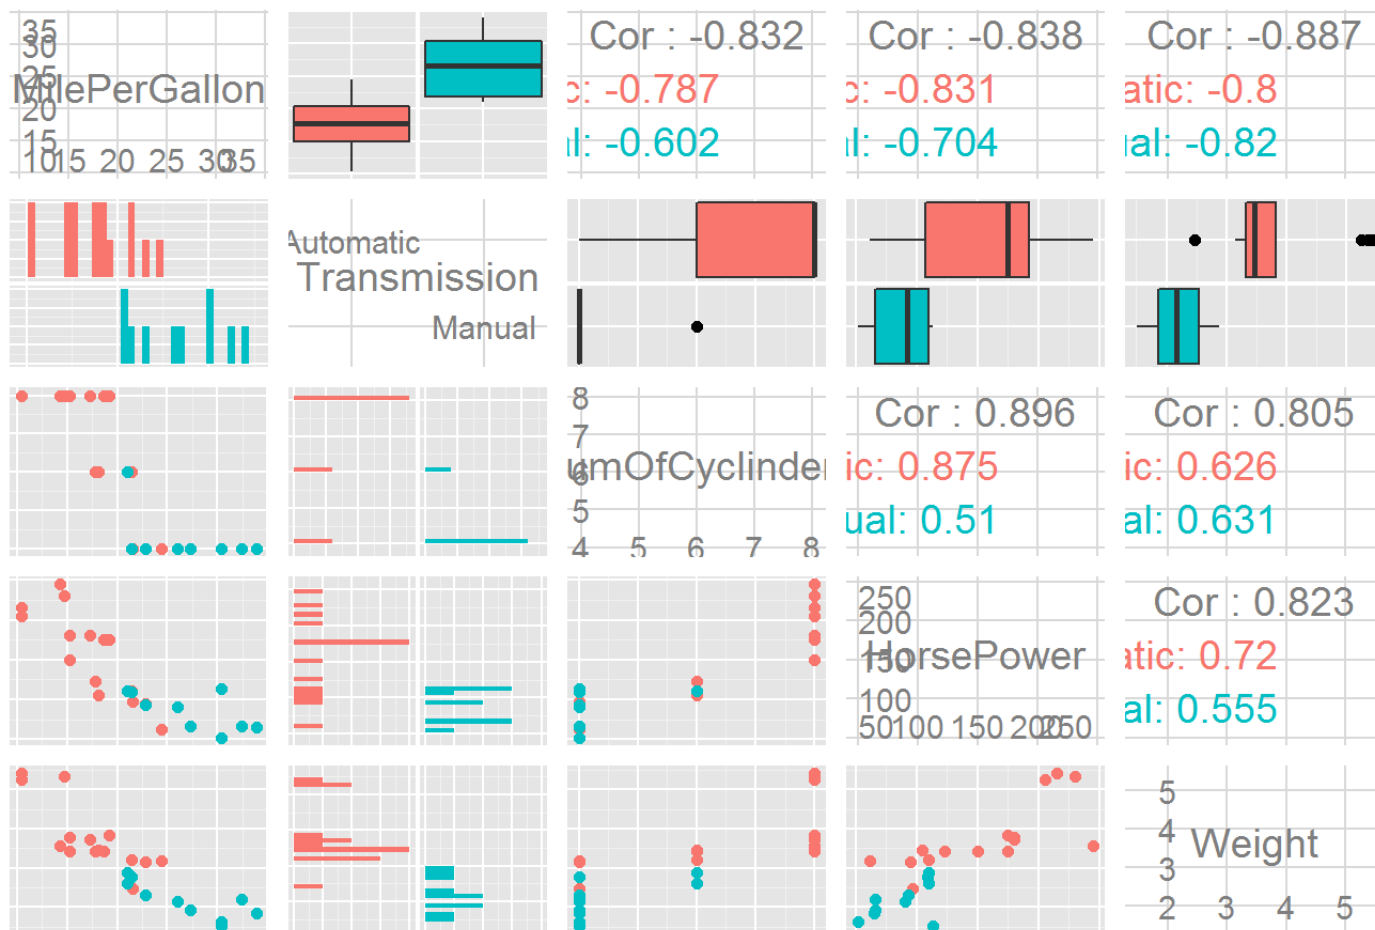 35
30
25
20
15
10
MilePerGallon
10 15 20 25 30 35
Cor : -0.832
c: -0.787
l: -0.602
Cor : -0.838
c: -0.831
l: -0.704
Cor : -0.887
atic: -0.8
ual: -0.82
Automatic
Transmission
Manual
8
7
6
5
4
umOfCyclinder
4 5 6 7 8
Cor : 0.896
ic: 0.875
ual: 0.51
Cor : 0.805
ic: 0.626
al: 0.631
250
200
150
100
HorsePower
50 100 150 200 250
Cor : 0.823
atic: 0.72
al: 0.555
5
4
3
2
Weight
2 3 4 5